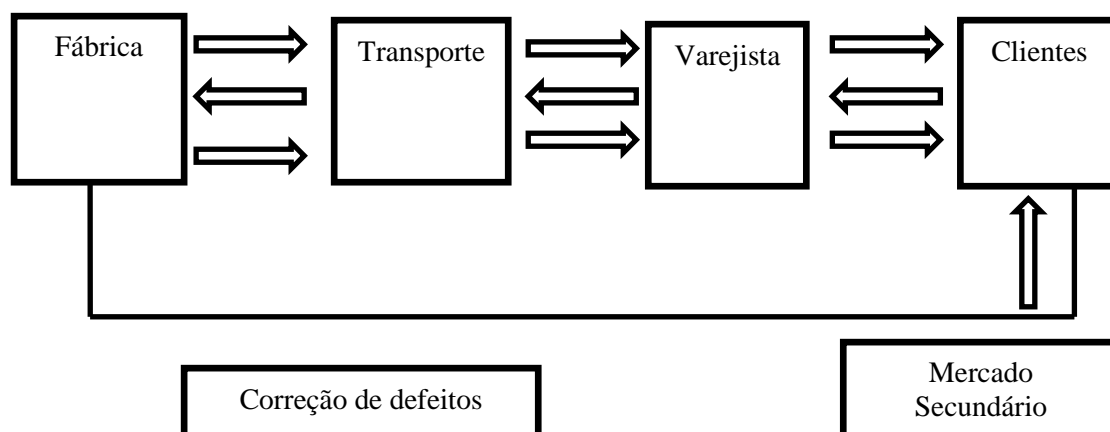 Fábrica
Transporte
Varejista
Clientes
Correção de defeitos
Mercado
Secundário